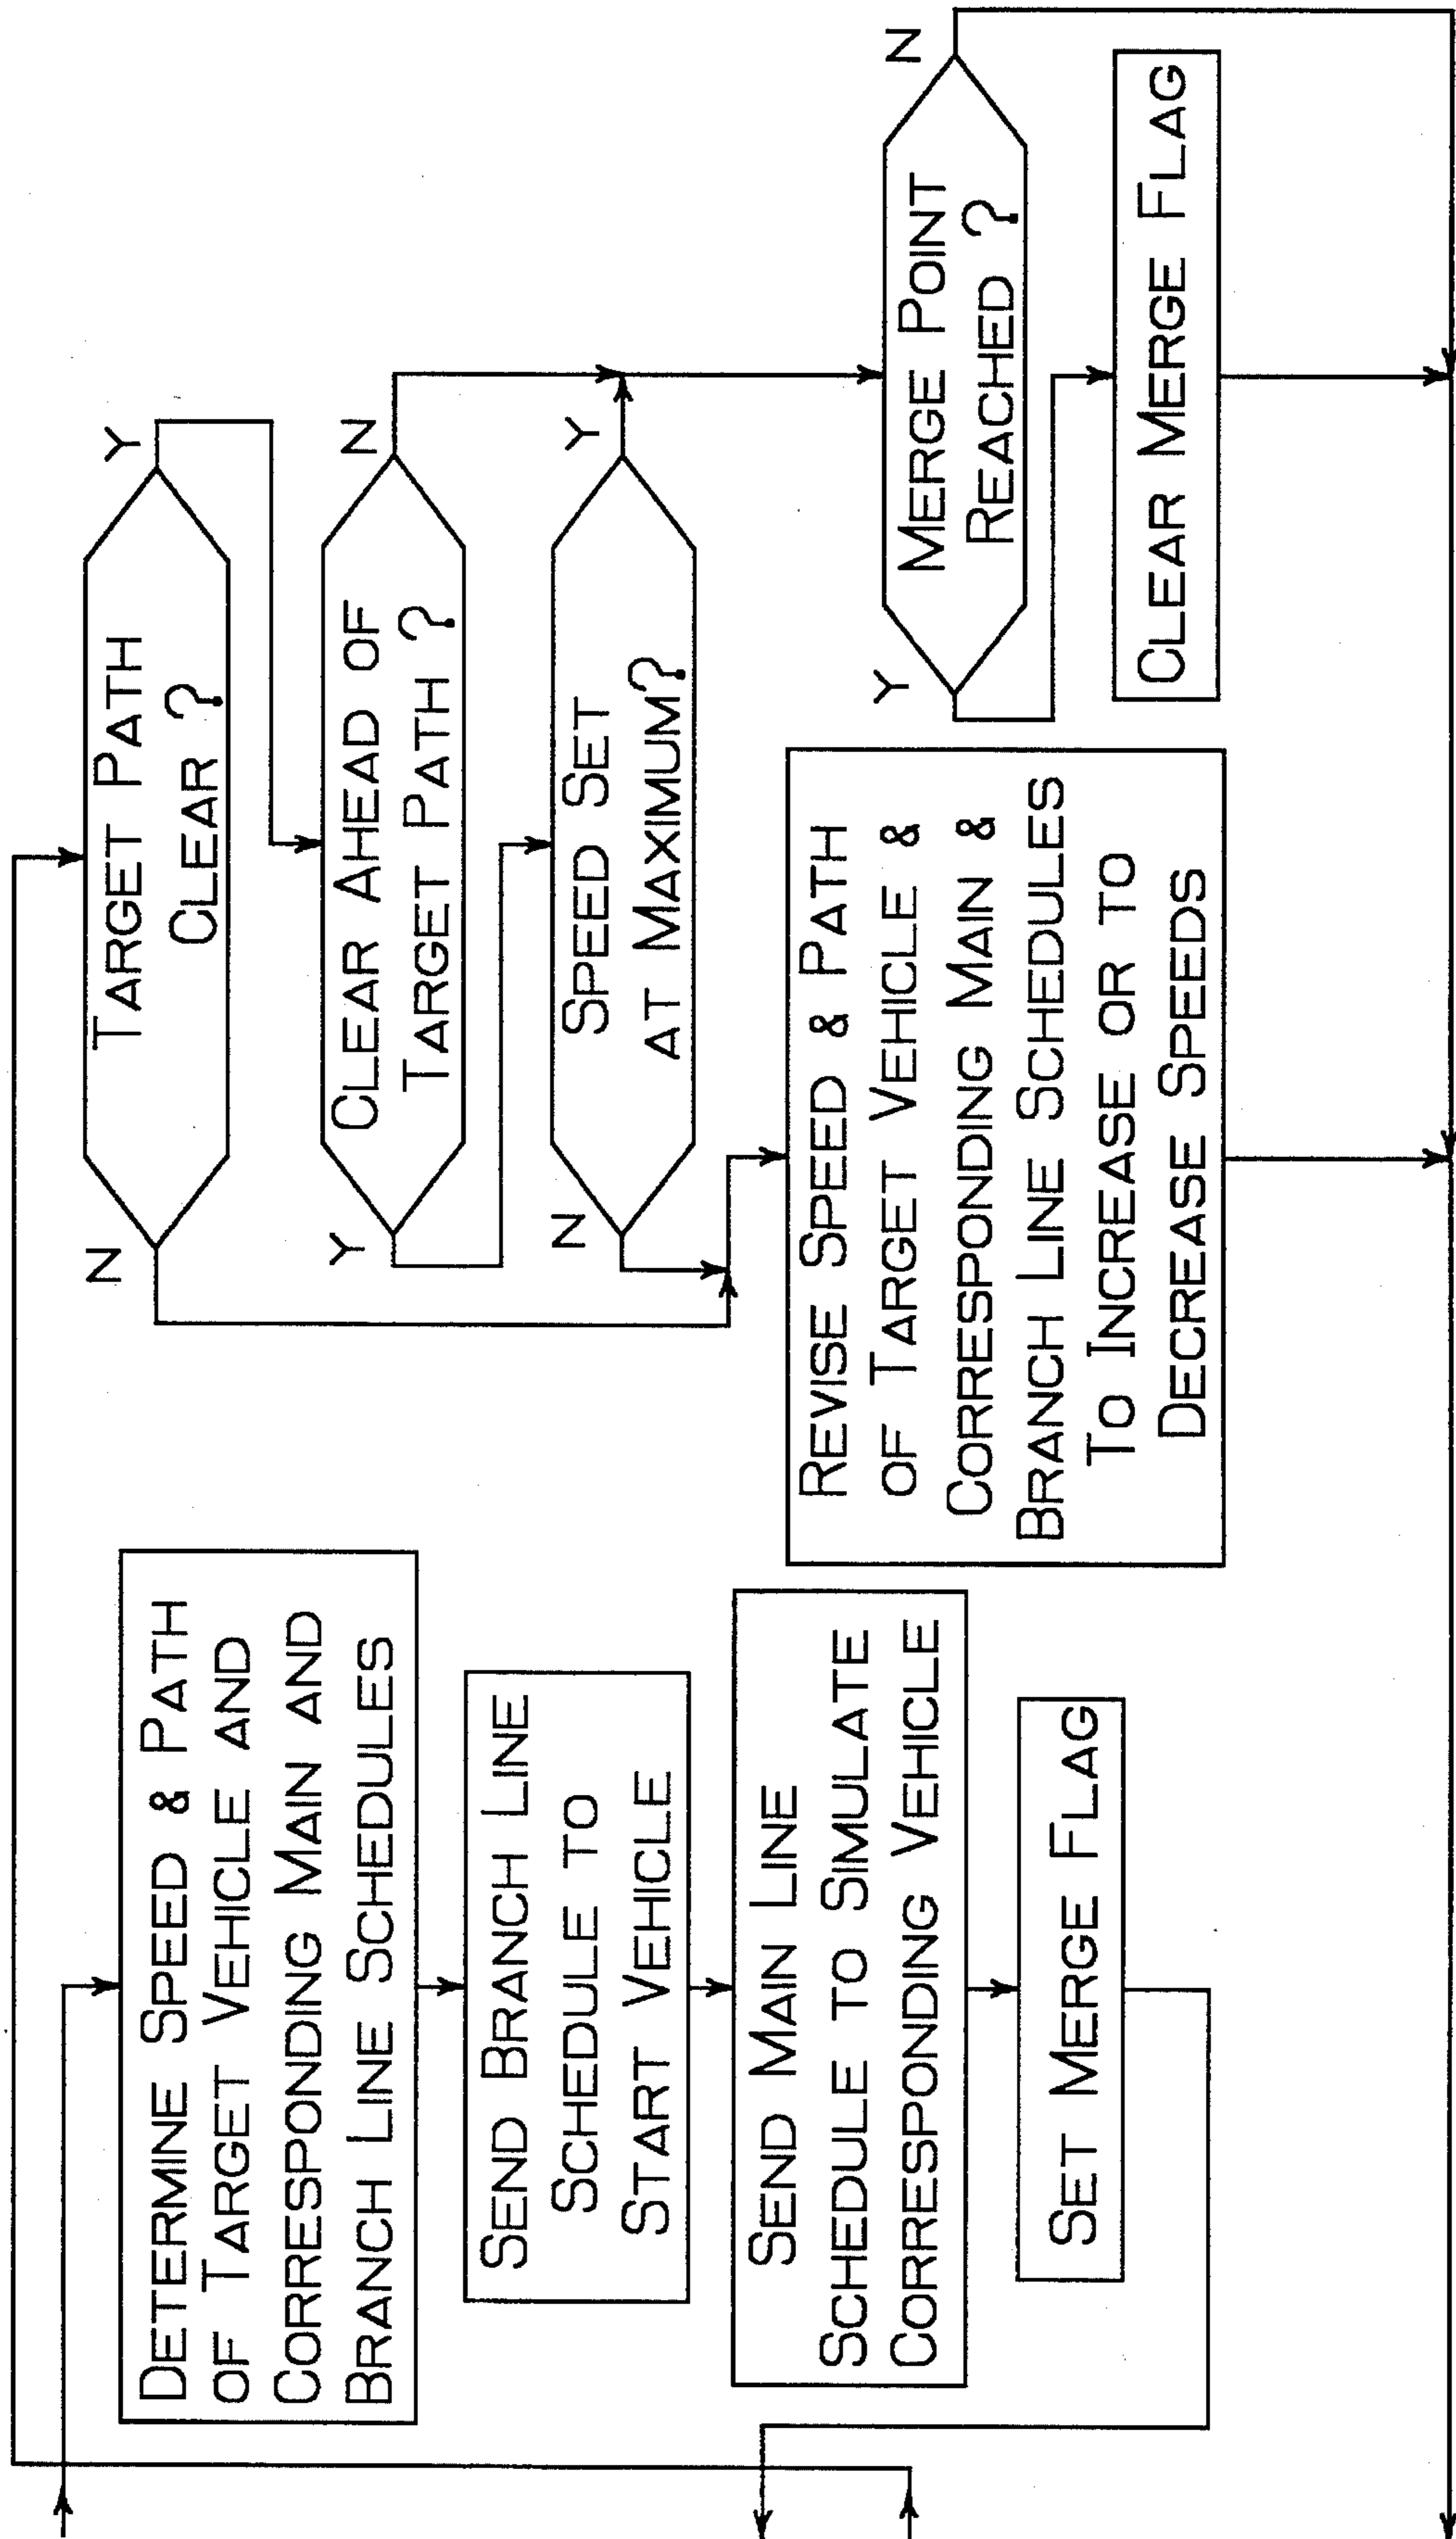 DETERMINE SPEED & PATH
OF TARGET VEHICLE AND
CORRESPONDING MAIN AND
BRANCH LINE SCHEDULES
SEND BRANCH LINE
SCHEDULE TO
START VEHICLE
SEND MAIN LINE
SCHEDULE TO SIMULATE
CORRESPONDING VEHICLE
SET MERGE FLAG
TARGET PATH
CLEAR ?
N
Y
CLEAR AHEAD OF
TARGET PATH ?
Y
N
SPEED SET
AT MAXIMUM?
N
Y
REVISE SPEED & PATH
OF TARGET VEHICLE &
CORRESPONDING MAIN &
BRANCH LINE SCHEDULES
TO INCREASE OR TO
DECREASE SPEEDS
MERGE POINT
REACHED ?
Y
N
CLEAR MERGE FLAG